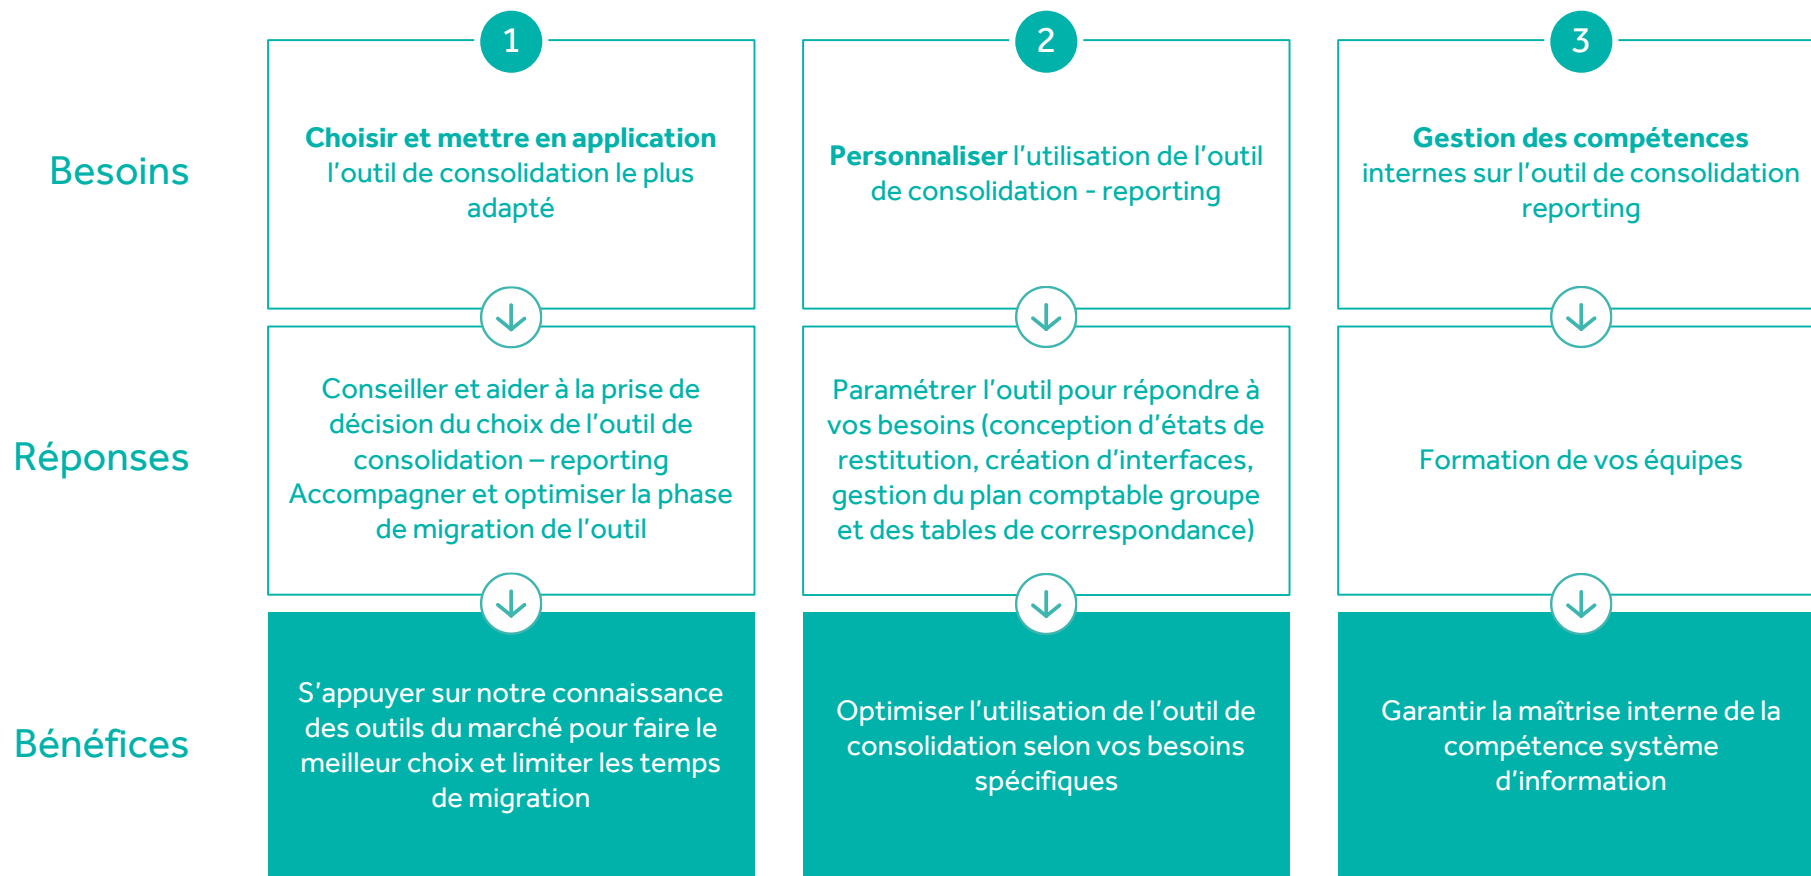 1
2
3
Besoins
Choisir et mettre en application
l'outil de consolidation le plus
adapté
Personnaliser l'utilisation de l'outil
de consolidation - reporting
Gestion des compétences
internes sur l'outil de consolidation
reporting
Réponses
Conseiller et aider à la prise de
décision du choix de l'outil de
consolidation – reporting
Accompagner et optimiser la phase
de migration de l'outil
Paramétrer l'outil pour répondre à
vos besoins (conception d'états de
restitution, création d'interfaces,
gestion du plan comptable groupe
et des tables de correspondance)
Formation de vos équipes
Bénéfices
S'appuyer sur notre connaissance
des outils du marché pour faire le
meilleur choix et limiter les temps
de migration
Optimiser l'utilisation de l'outil de
consolidation selon vos besoins
spécifiques
Garantir la maîtrise interne de la
compétence système
d'information